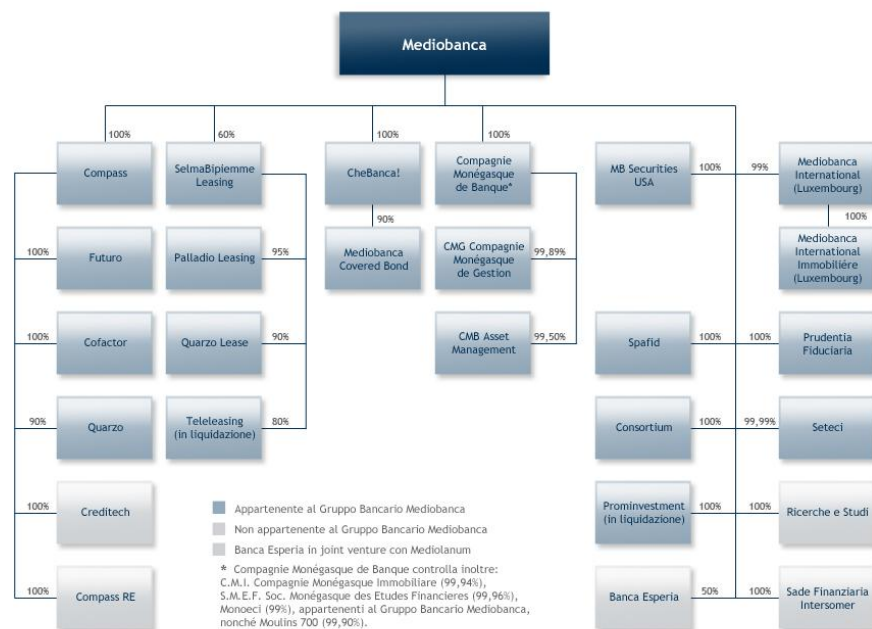 Mediobanca
100%
60%
100%
100%
Compass
SelmaBipiemme
Leasing
CheBanca!
Compagnie
Monégasque
de Banque*
MB Securities
USA
100%
99%
Mediobanca
International
(Luxembourg)
90%
100%
100%
Futuro
Palladio Leasing
95%
Mediobanca
Covered Bond
CMG Compagnie
Monégasque
de Gestion
99,89%
Mediobanca
International
Immobiliére
(Luxembourg)
100%
Cofactor
Quarzo Lease
90%
CMB Asset
Management
99,50%
Spafid
100%
100%
Prudentia
Fiduciaria
90%
Quarzo
Teleleasing
(in liquidazione)
80%
Consortium
100%
99,99%
Seteci
100%
Creditech
Prominvestment
(in liquidazione)
100%
100%
Ricerche e Studi
100%
Compass RE
Banca Esperia
50%
100%
Sade Finanziaria
Intersomer
Appartenente al Gruppo Bancario Mediobanca
Non appartenente al Gruppo Bancario Mediobanca
Banca Esperia in joint venture con Mediolanum
* Compagnie Monégasque de Banque controlla inoltre:
C.M.I. Compagnie Monégasque Immobiliare (99,94%),
S.M.E.F. Soc. Monégasque des Etudes Financieres (99,96%),
Monoeci (99%), appartenenti al Gruppo Bancario Mediobanca,
nonché Moulins 700 (99,90%).